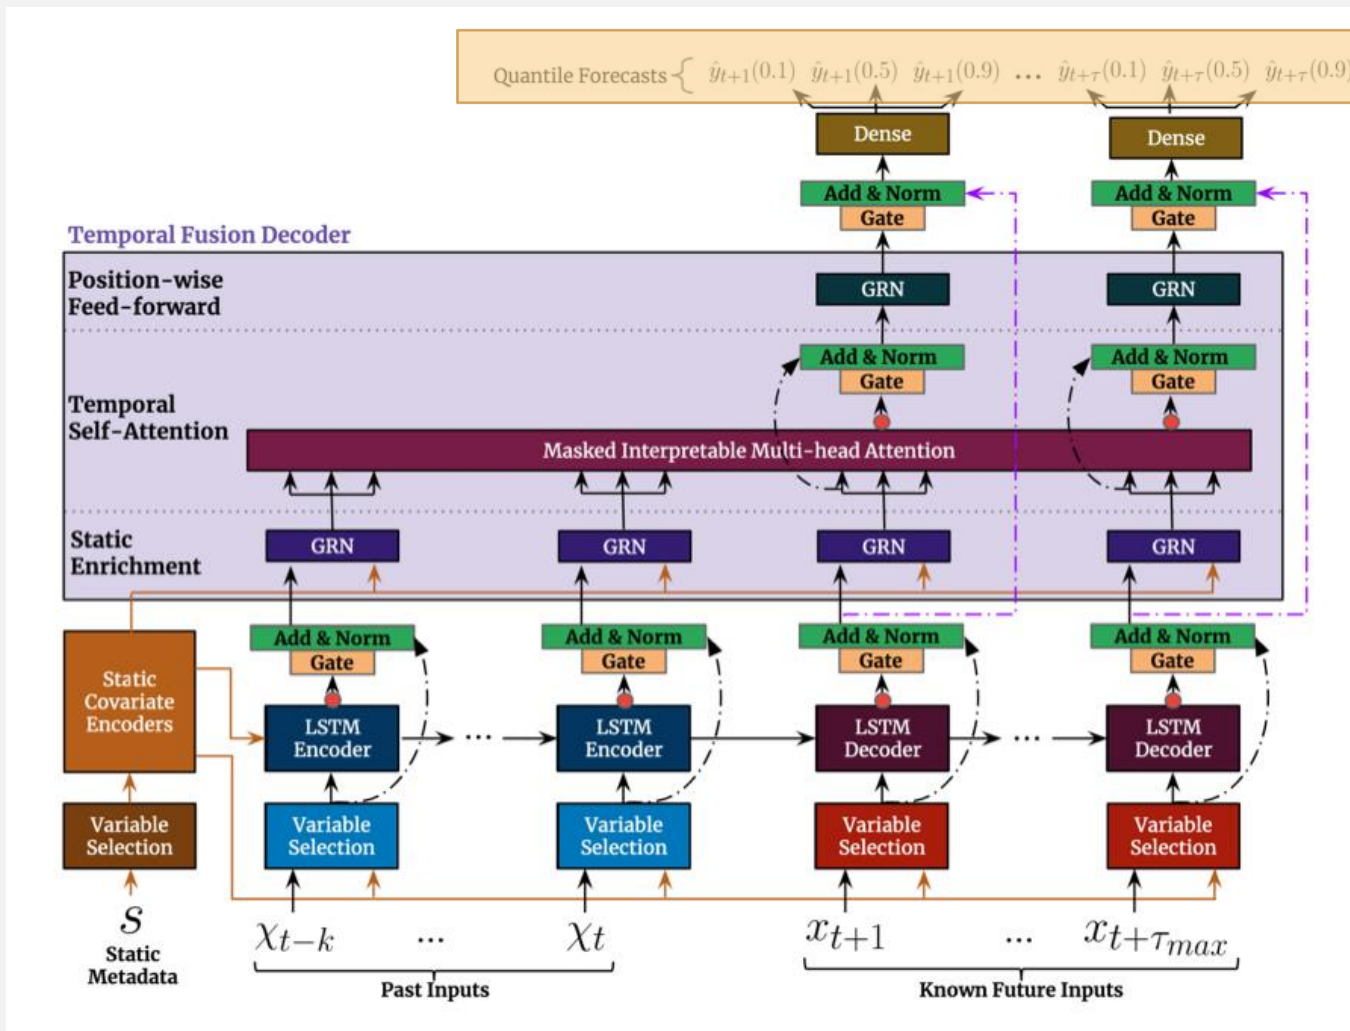 Quantile Forecasts { ŷt+1(0.1) ŷt+1(0.5) ŷt+1(0.9) ... ŷt+τ(0.1) ŷt+τ(0.5) ŷt+τ(0.9)
Dense
Dense
Add & Norm
Add & Norm
Gate
Gate
Temporal Fusion Decoder
Position-wise
Feed-forward
GRN
GRN
Add & Norm
Add & Norm
Gate
Gate
Temporal
Self-Attention
Masked Interpretable Multi-head Attention
Static
Enrichment
GRN
GRN
GRN
GRN
Add & Norm
Add & Norm
Add & Norm
Add & Norm
Gate
Gate
Gate
Gate
Static
Covariate
Encoders
LSTM
Encoder
...
LSTM
Encoder
LSTM
Decoder
...
LSTM
Decoder
Variable
Selection
Variable
Selection
Variable
Selection
Variable
Selection
Variable
Selection
s
Static
Metadata
χt−k ... χt xt+1 ... xt+τmax
Past Inputs
Known Future Inputs